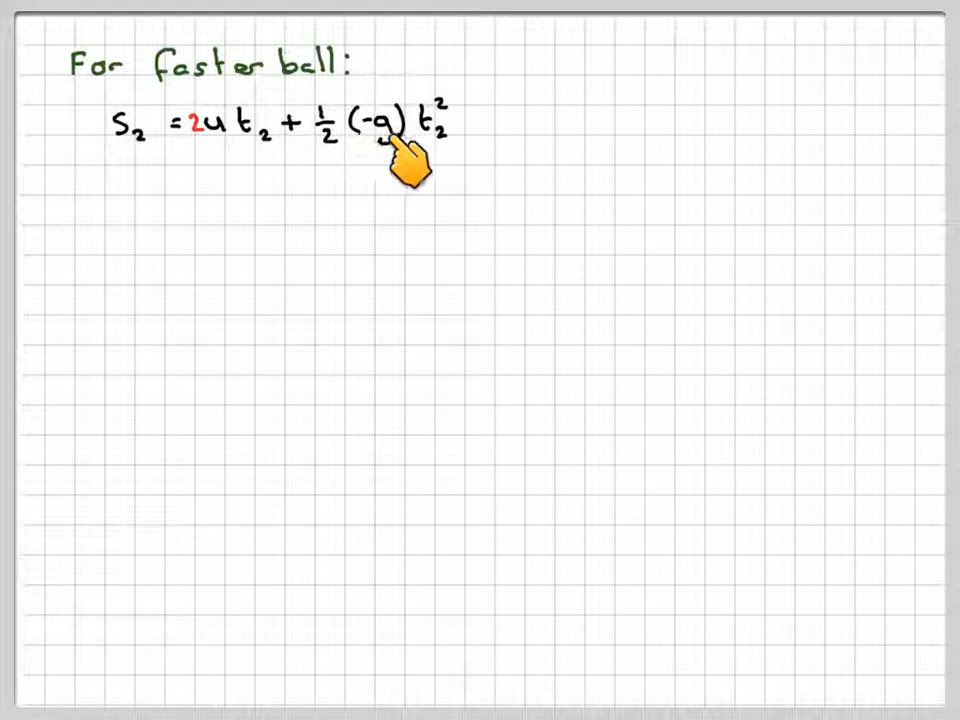 For faster ball:
S₂ = 2u t₂ + ½ (-g) t₂²